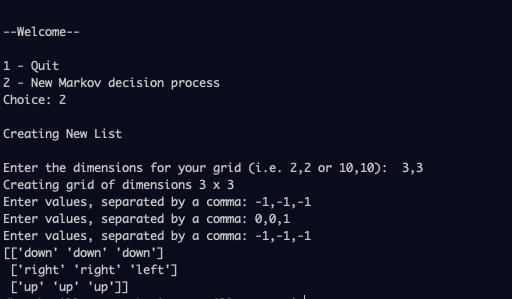 --Welcome--
1 - Quit
2 - New Markov decision process
Choice: 2
Creating New List
Enter the dimensions for your grid (i.e. 2,2 or 10,10):  3,3
Creating grid of dimensions 3 x 3
Enter values, separated by a comma: -1,-1,-1
Enter values, separated by a comma: 0,0,1
Enter values, separated by a comma: -1,-1,-1
[['down' 'down' 'down']
 ['right' 'right' 'left']
 ['up' 'up' 'up']]